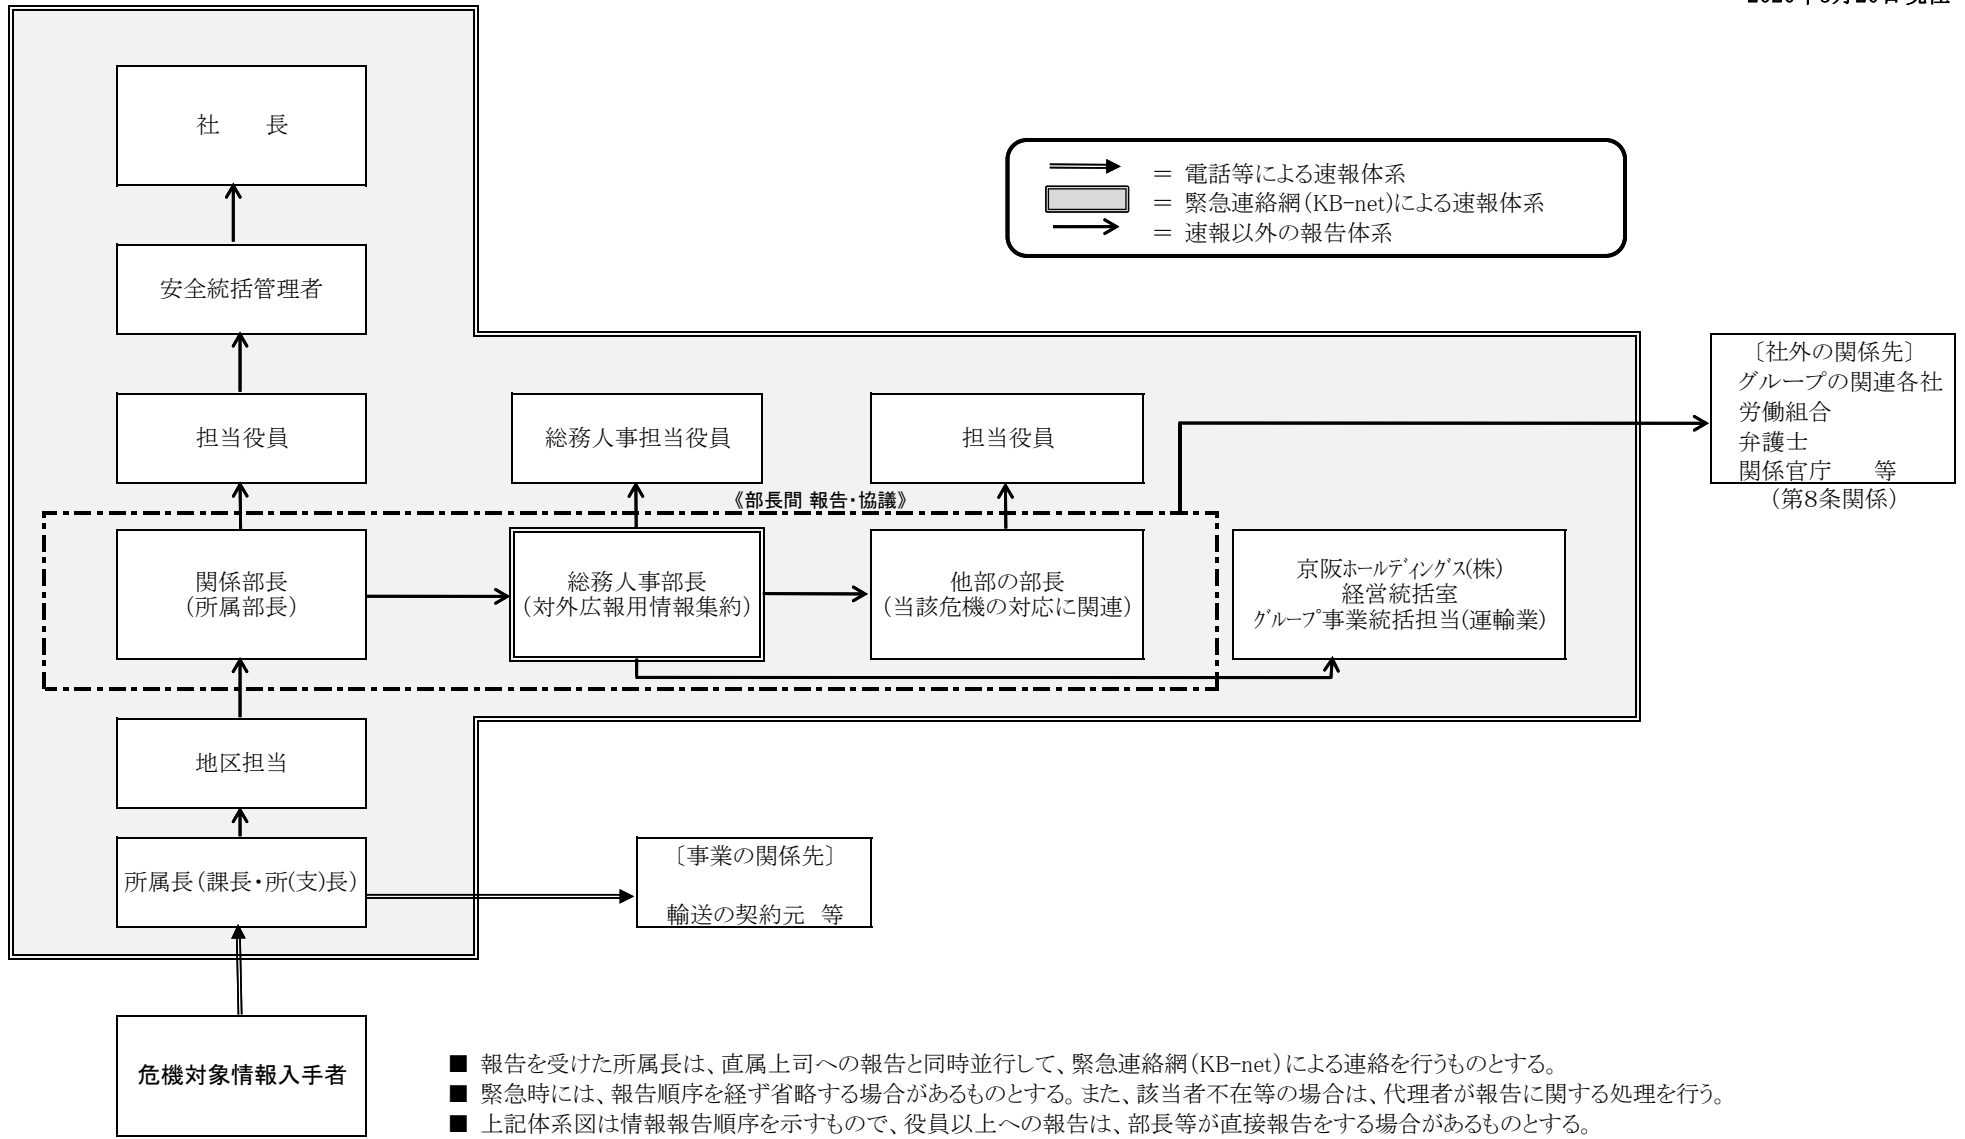 社　　長
＝ 電話等による速報体系
＝ 緊急連絡網(KB-net)による速報体系
＝ 速報以外の報告体系
安全統括管理者
〔社外の関係先〕
グループの関連各社
労働組合
弁護士
関係官庁　　等
(第8条関係)
担当役員
総務人事担当役員
担当役員
《部長間 報告・協議》
関係部長
(所属部長)
総務人事部長
(対外広報用情報集約)
他部の部長
(当該危機の対応に関連)
京阪ﾎｰﾙﾃﾞｨﾝｸﾞｽ(株)
経営統括室
ｸﾞﾙｰﾌﾟ事業統括担当(運輸業)
地区担当
所属長(課長・所(支)長)
〔事業の関係先〕
輸送の契約元　等
危機対象情報入手者
■ 報告を受けた所属長は、直属上司への報告と同時並行して、緊急連絡網(KB-net)による連絡を行うものとする。
■ 緊急時には、報告順序を経ず省略する場合があるものとする。また、該当者不在等の場合は、代理者が報告に関する処理を行う。
■ 上記体系図は情報報告順序を示すもので、役員以上への報告は、部長等が直接報告をする場合があるものとする。